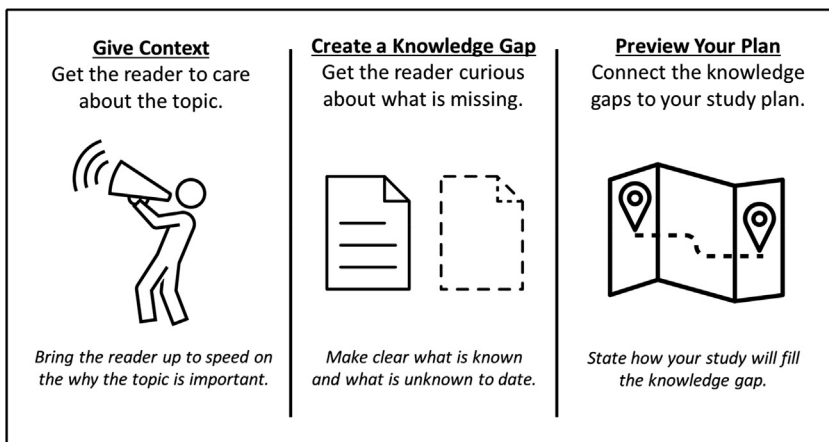 Give Context
Get the reader to care
about the topic.
Bring the reader up to speed on
the why the topic is important.
Create a Knowledge Gap
Get the reader curious
about what is missing.
Make clear what is known
and what is unknown to date.
Preview Your Plan
Connect the knowledge
gaps to your study plan.
State how your study will fill
the knowledge gap.